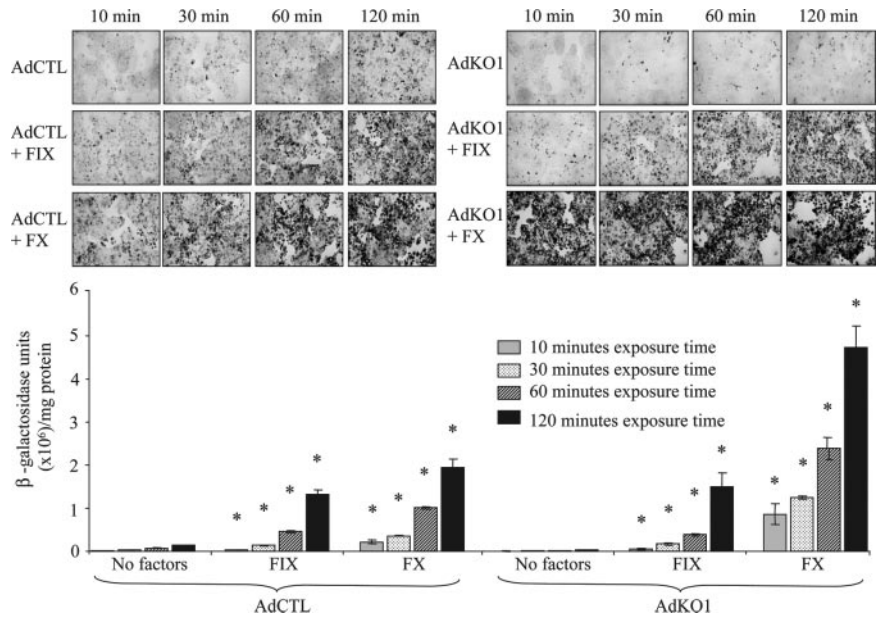 10 min 30 min 60 min 120 min
10 min 30 min 60 min 120 min
AdCTL
AdCTL
+ FIX
AdCTL
+ FX
AdKO1
AdKO1
+ FIX
AdKO1
+ FX
β-galactosidase units
(x10⁶)/mg protein
6
5
4
3
2
1
0
10 minutes exposure time
30 minutes exposure time
60 minutes exposure time
120 minutes exposure time
* * * *
* * * *
* * * *
* * * *
No factors FIX FX No factors FIX FX
AdCTL AdKO1